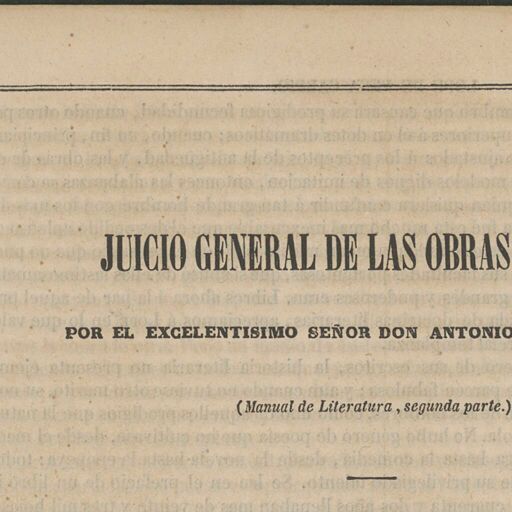 JUICIO GENERAL DE LAS OBRAS
POR EL EXCELENTISIMO SEÑOR DON ANTONIO
(Manual de Literatura, segunda parte.)